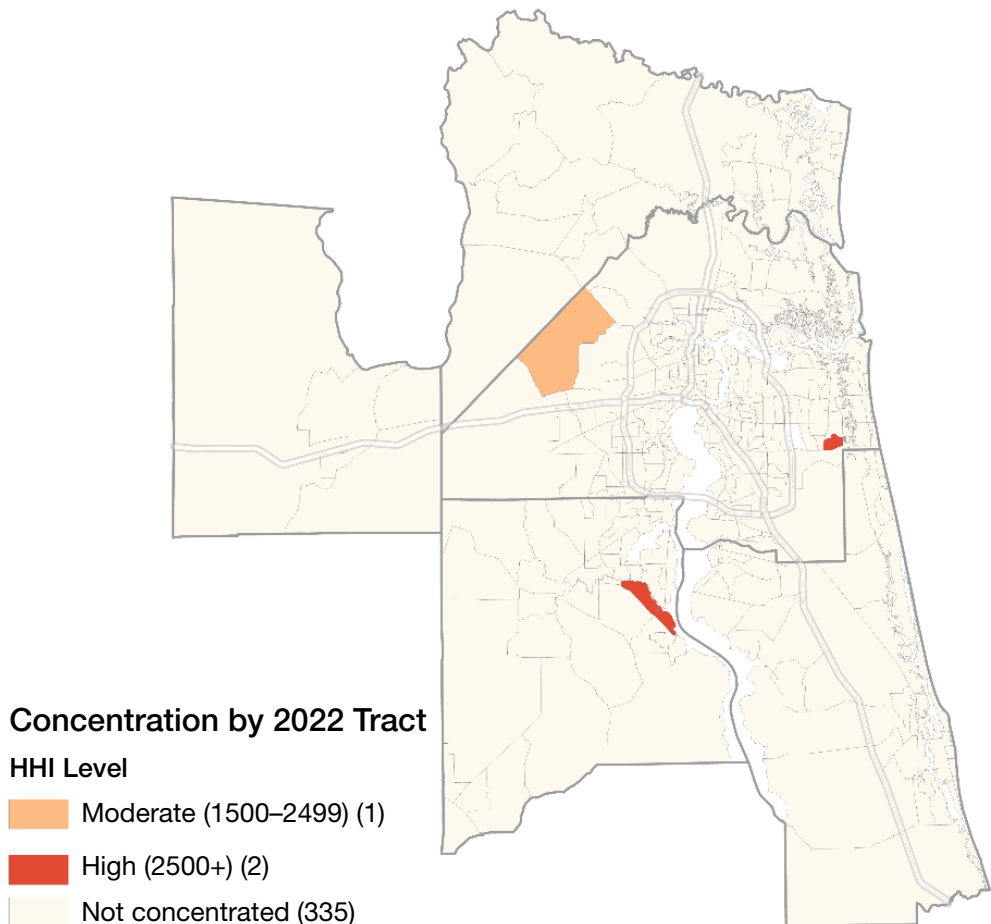 Concentration by 2022 Tract
HHI Level
Moderate (1500–2499) (1)
High (2500+) (2)
Not concentrated (335)